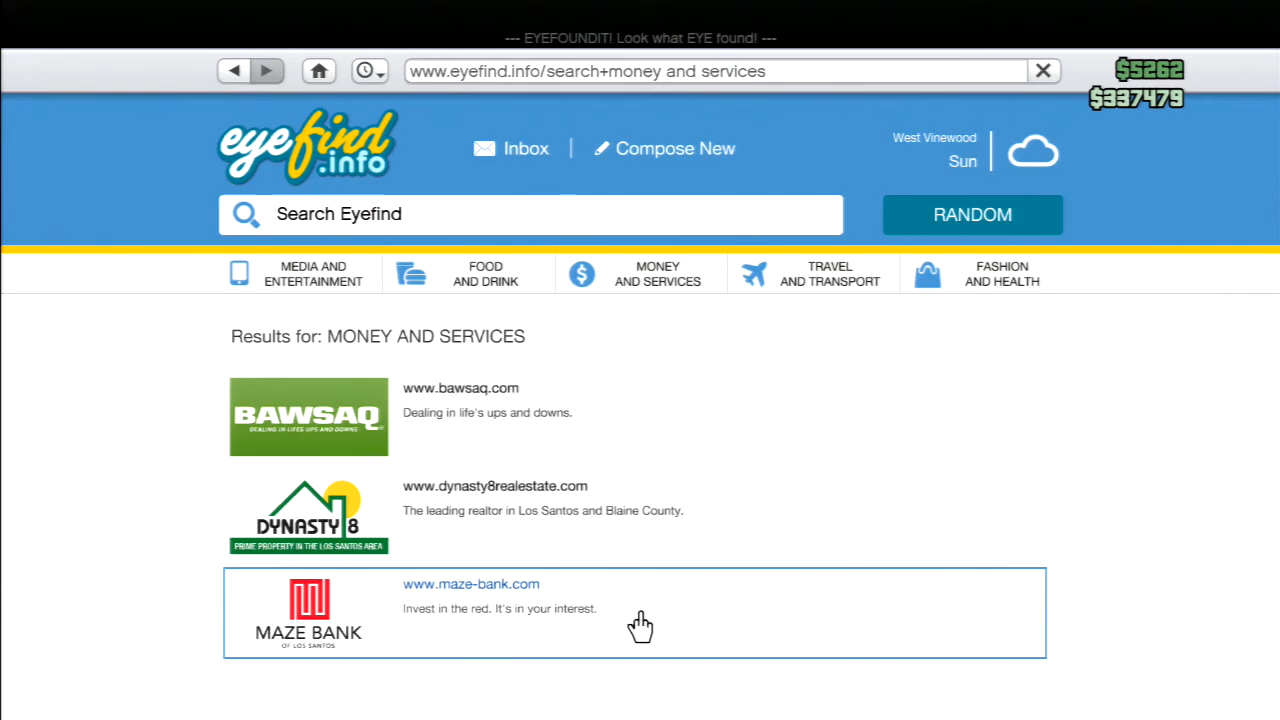 --- EYEFOUNDIT! Look what EYE found! ---
www.eyefind.info/search+money and services
$5262
$337479
eyefind
.info
Inbox
Compose New
West Vinewood
Sun
Search Eyefind
RANDOM
MEDIA AND
ENTERTAINMENT
FOOD
AND DRINK
MONEY
AND SERVICES
TRAVEL
AND TRANSPORT
FASHION
AND HEALTH
Results for: MONEY AND SERVICES
BAWSAQ
DEALING IN LIFES UPS AND DOWNS
www.bawsaq.com
Dealing in life's ups and downs.
DYNASTY 8
PRIME PROPERTY IN THE LOS SANTOS AREA
www.dynasty8realestate.com
The leading realtor in Los Santos and Blaine County.
MAZE BANK
OF LOS SANTOS
www.maze-bank.com
Invest in the red. It's in your interest.